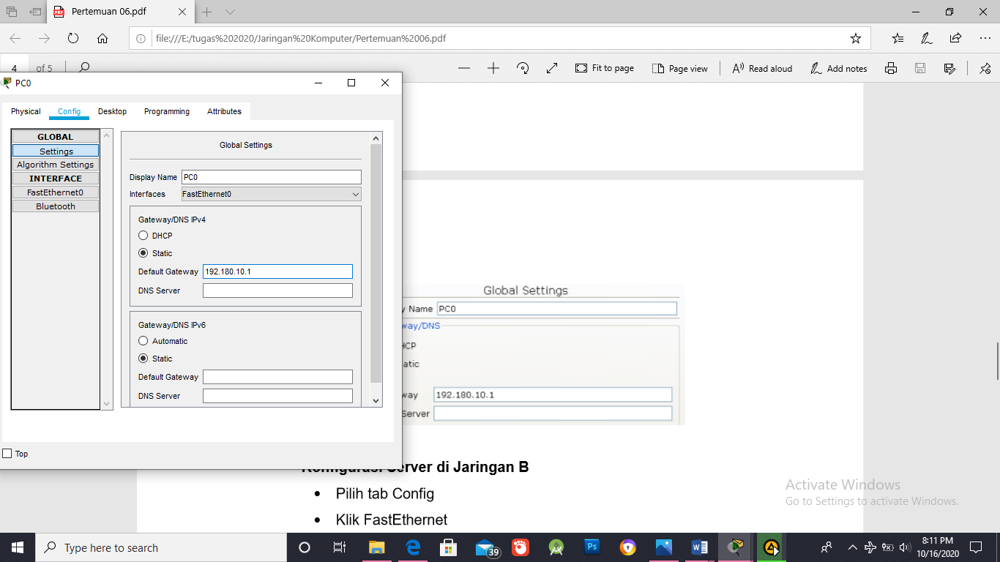 Pertemuan 06.pdf
file:///E:/tugas%202020/Jaringan%20Komputer/Pertemuan%2006.pdf
4 of 5
Fit to page
Page view
Read aloud
Add notes
PC0
Physical Config Desktop Programming Attributes
GLOBAL
Settings
Algorithm Settings
INTERFACE
FastEthernet0
Bluetooth
Global Settings
Display Name PC0
Interfaces FastEthernet0
Gateway/DNS IPv4
DHCP
Static
Default Gateway 192.180.10.1
DNS Server
Gateway/DNS IPv6
Automatic
Static
Default Gateway
DNS Server
Top
Global Settings
y Name PC0
way/DNS
HCP
atic
way 192.180.10.1
Server
Konfigurasi Server di Jaringan B
• Pilih tab Config
• Klik FastEthernet
Activate Windows
Go to Settings to activate Windows.
Type here to search
39
Ps
8:11 PM
10/16/2020